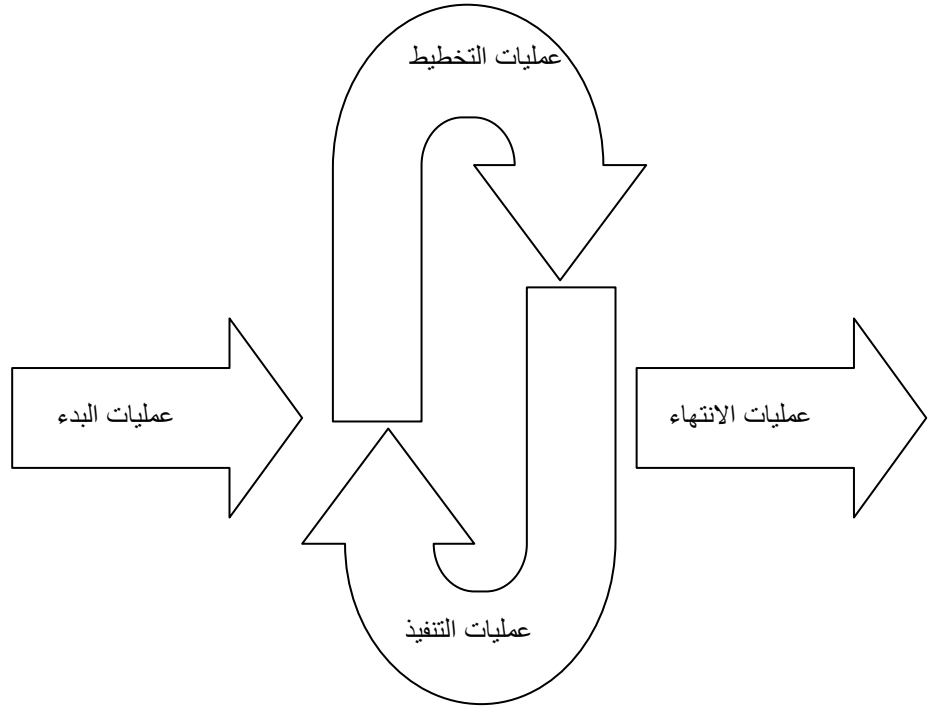 عمليات التخطيط
عمليات البدء
عمليات الانتهاء
عمليات التنفيذ